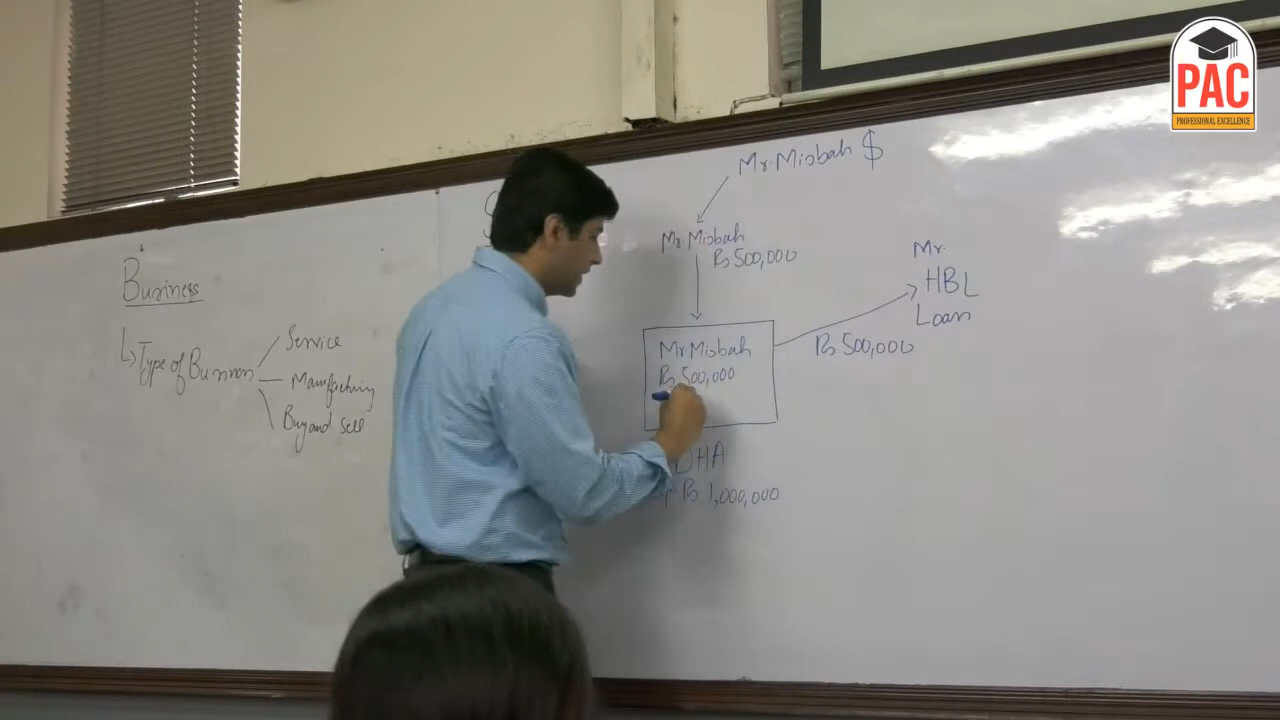 PAC
PROFESSIONAL EXCELLENCE
Business
Type of Business
Service
Manufacturing
Buy and sell
Mr. Misbah $
Mr. Misbah
Rs 500,000
Mr Misbah
Rs 500,000
DHA
Rs 1,000,000
Mr.
HBL
Loan
Rs 500,000